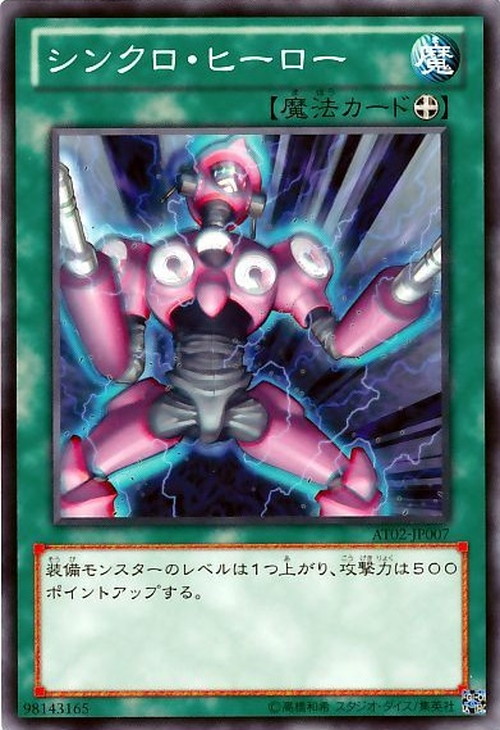 シンクロ・ヒーロー
魔
【魔法カード】
AT02-JP007
装備モンスターのレベルは1つ上がり、攻撃力は500
ポイントアップする。
98143165
©高橋和希 スタジオ・ダイス/集英社